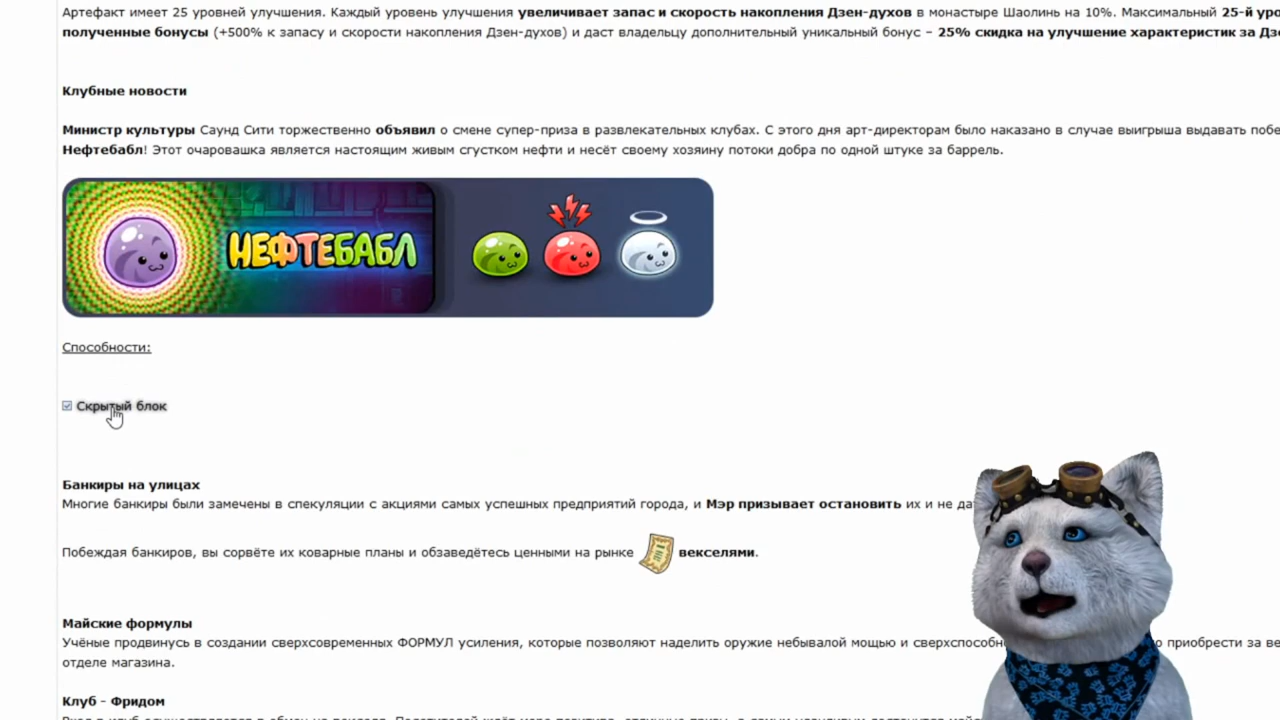 Артефакт имеет 25 уровней улучшения. Каждый уровень улучшения увеличивает запас и скорость накопления Дзен-духов в монастыре Шаолинь на 10%. Максимальный 25-й
полученные бонусы (+500% к запасу и скорости накопления Дзен-духов) и даст владельцу дополнительный уникальный бонус – 25% скидка на улучшение характеристик за
Клубные новости
Министр культуры Саунд Сити торжественно объявил о смене супер-приза в развлекательных клубах. С этого дня арт-директорам было наказано в случае выигрыша выдавать
Нефтебабл! Этот очаровашка является настоящим живым сгустком нефти и несёт своему хозяину потоки добра по одной штуке за баррель.
НЕФТЕБАБЛ
Способности:
Скрытый блок
Банкиры на улицах
Многие банкиры были замечены в спекуляции с акциями самых успешных предприятий города, и Мэр призывает остановить их и не
Побеждая банкиров, вы сорвёте их коварные планы и обзаведётесь ценными на рынке векселями.
Майские формулы
Учёные продвинусь в создании сверхсовременных ФОРМУЛ усиления, которые позволяют наделить оружие небывалой мощью и приобрести за
отделе магазина.
Клуб - Фридом